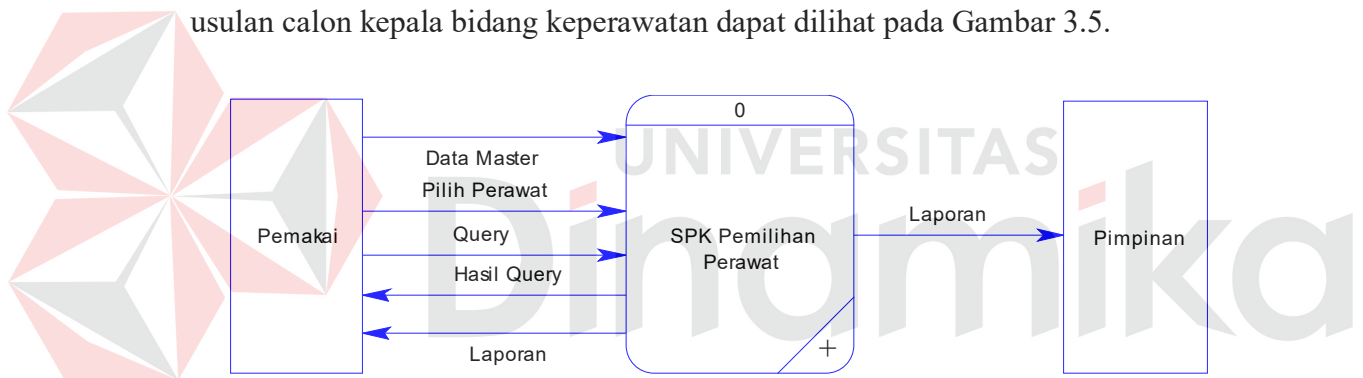 usulan calon kepala bidang keperawatan dapat dilihat pada Gambar 3.5.
0
UNIVERSITAS
Dinamika
Data Master
Pilih Perawat
Query
Hasil Query
Laporan
Pemakai
SPK Pemilihan
Perawat
+
Laporan
Pimpinan